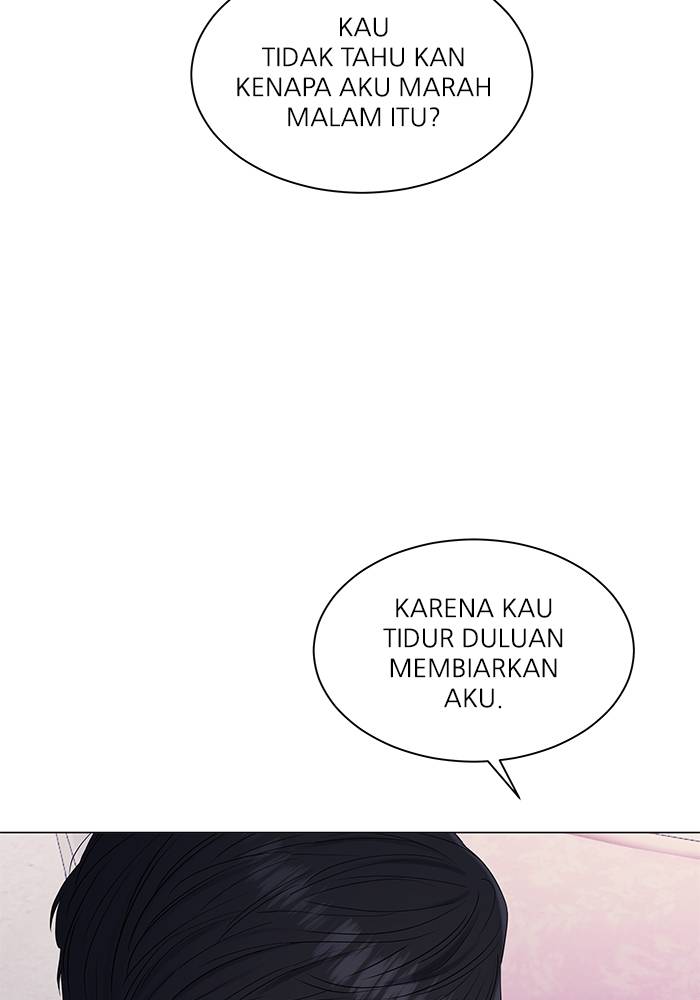 KAU
TIDAK TAHU KAN
KENAPA AKU MARAH
MALAM ITU?
KARENA KAU
TIDUR DULUAN
MEMBIARKAN
AKU.